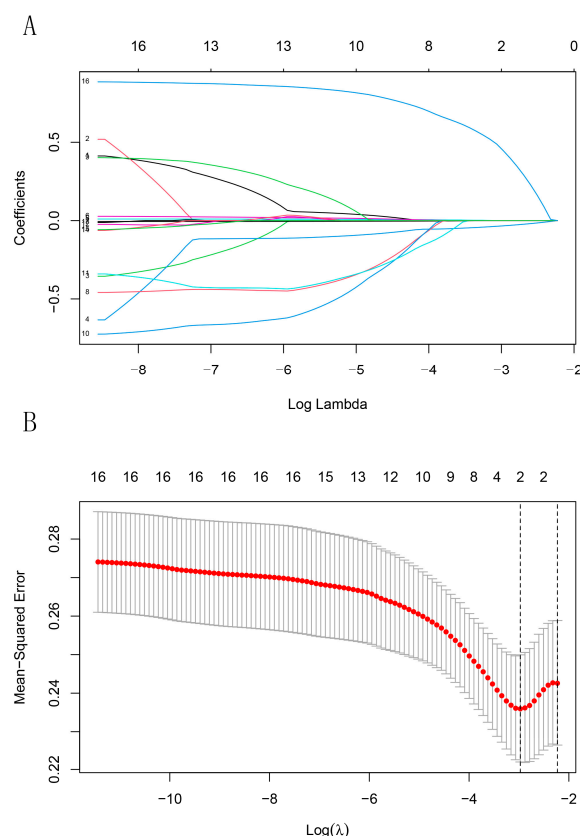 A
16 14 13 13 10 8 2 0
Coefficients
0.5
0.0
−0.5
16
2
8
4
10
−8 −7 −6 −5 −4 −3 −2
Log Lambda
B
16 16 16 16 16 16 16 15 13 12 10 9 8 4 2 2
Mean−Squared Error
0.28
0.26
0.24
0.22
−10 −8 −6 −4 −2
Log(λ)